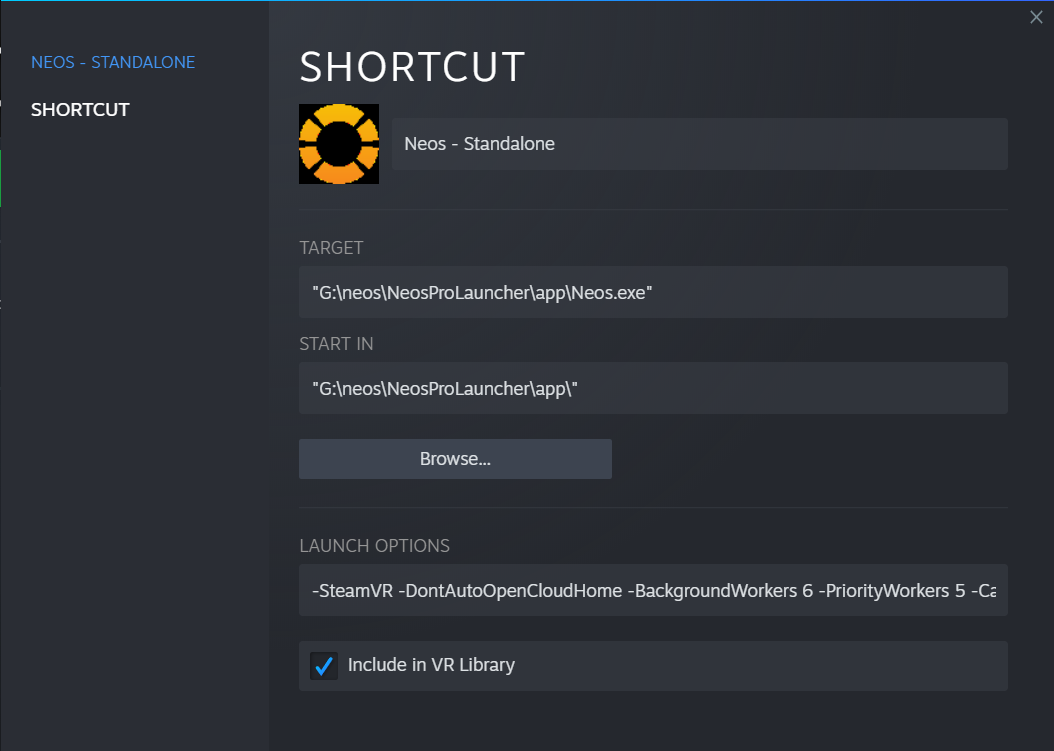 NEOS - STANDALONE
SHORTCUT
SHORTCUT
Neos - Standalone
TARGET
"G:\neos\NeosProLauncher\app\Neos.exe"
START IN
"G:\neos\NeosProLauncher\app\"
Browse...
LAUNCH OPTIONS
-SteamVR -DontAutoOpenCloudHome -BackgroundWorkers 6 -PriorityWorkers 5 -Ca
Include in VR Library